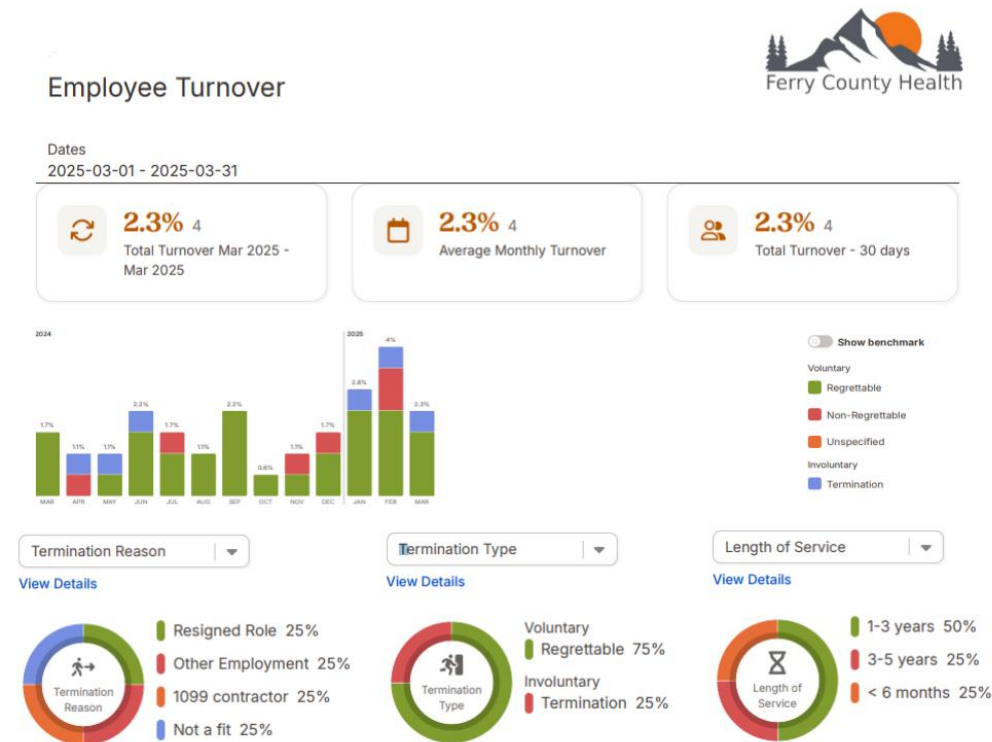 Ferry County Health
Employee Turnover
Dates
2025-03-01 - 2025-03-31
2.3% 4
Total Turnover Mar 2025 -
Mar 2025
2.3% 4
Average Monthly Turnover
2.3% 4
Total Turnover - 30 days
2024
2025
1.7%
1.1%
1.1%
2.2%
1.7%
1.1%
2.2%
0.6%
1.1%
1.7%
2.8%
4%
2.3%
MAR APR MAY JUN JUL AUG SEP OCT NOV DEC JAN FEB MAR
Show benchmark
Voluntary
Regrettable
Non-Regrettable
Unspecified
Involuntary
Termination
Termination Reason
View Details
Termination
Reason
Resigned Role 25%
Other Employment 25%
1099 contractor 25%
Not a fit 25%
Termination Type
View Details
Termination
Type
Voluntary
Regrettable 75%
Involuntary
Termination 25%
Length of Service
View Details
Length of
Service
1-3 years 50%
3-5 years 25%
< 6 months 25%